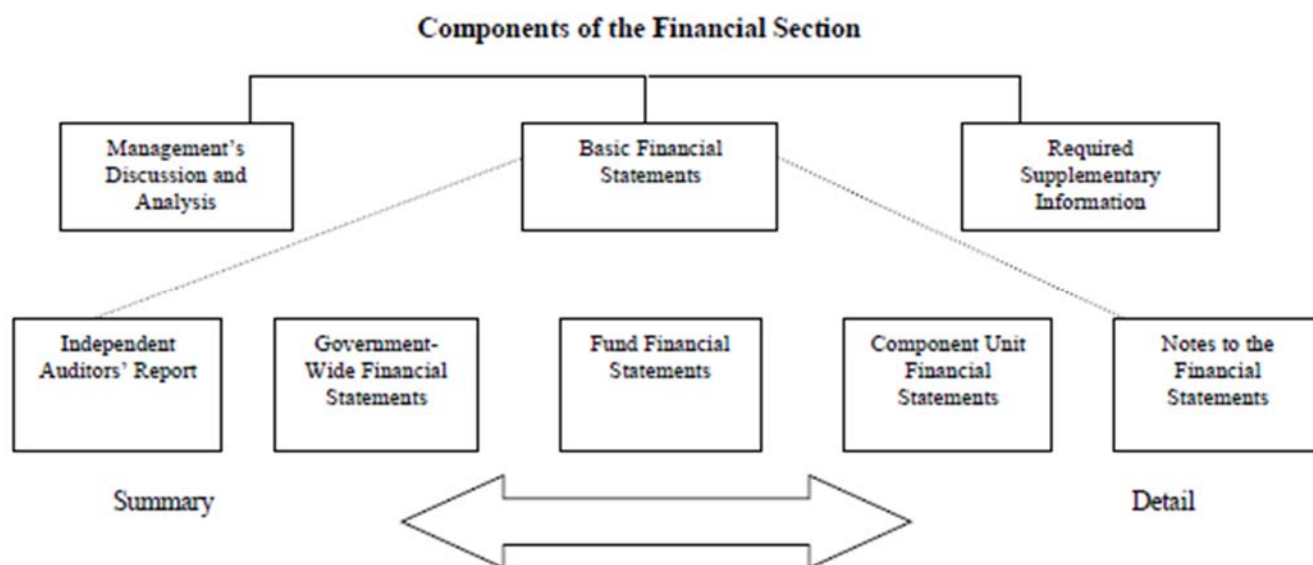 Components of the Financial Section
Management’s
Discussion and
Analysis
Basic Financial
Statements
Required
Supplementary
Information
Independent
Auditors’ Report
Government-
Wide Financial
Statements
Fund Financial
Statements
Component Unit
Financial
Statements
Notes to the
Financial
Statements
Summary
Detail